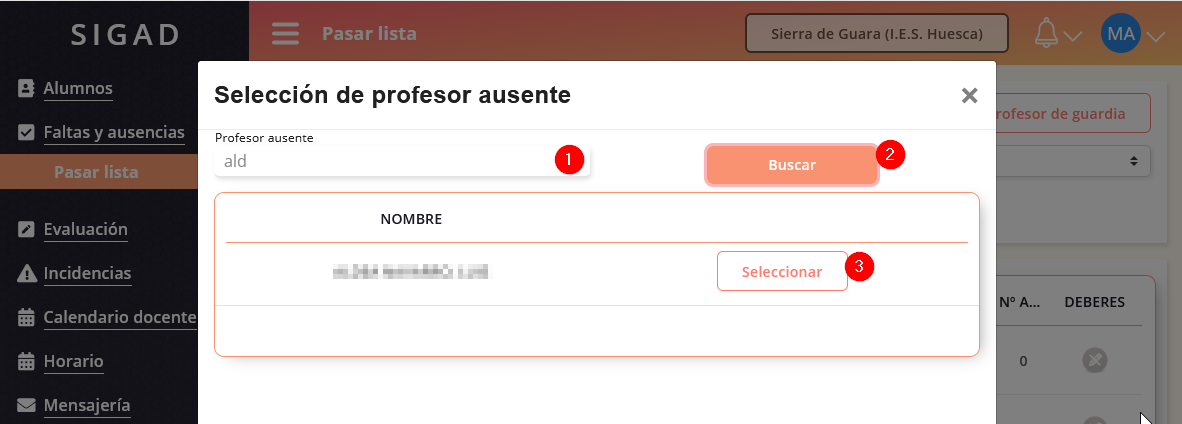 SIGAD
Pasar lista
Sierra de Guara (I.E.S. Huesca)
MA
Alumnos
Faltas y ausencias
Pasar lista
Evaluación
Incidencias
Calendario docente
Horario
Mensajería
Selección de profesor ausente
×
Profesor ausente
ald
1
Buscar
2
NOMBRE
Seleccionar
3
rofesor de guardia
Nº A... DEBERES
0